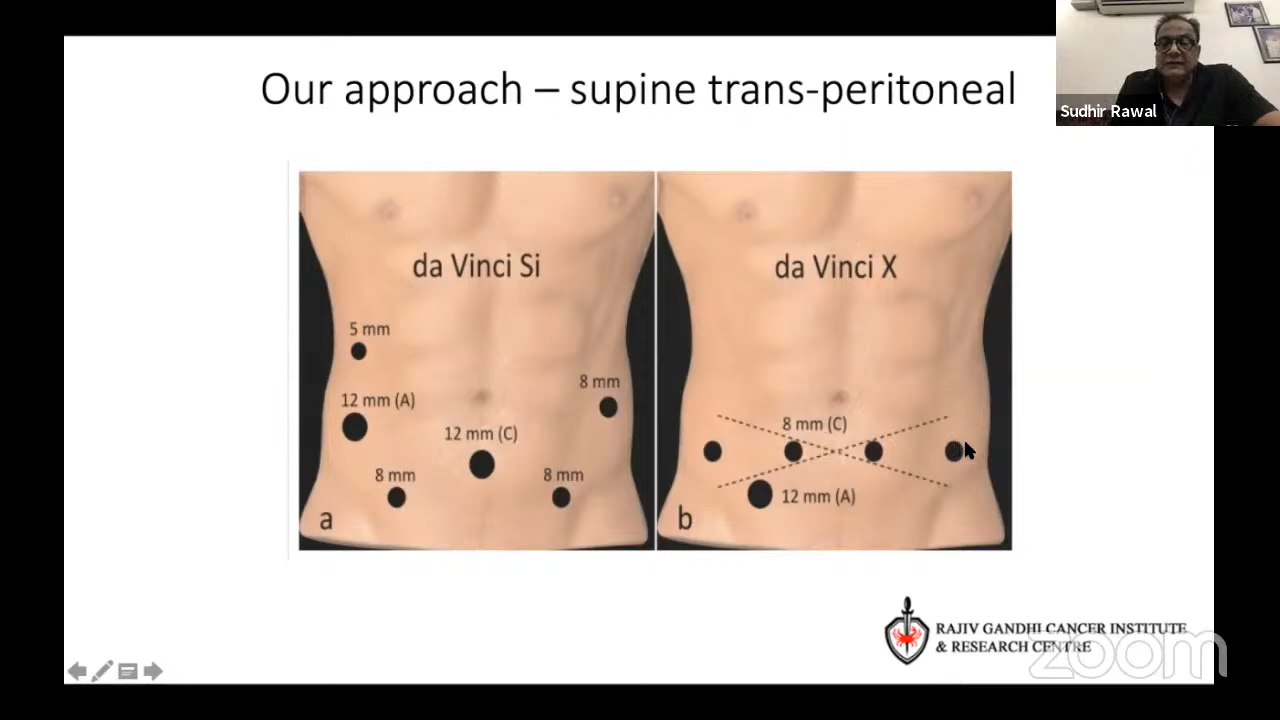 Our approach – supine trans-peritoneal
Sudhir Rawal
da Vinci Si
5 mm
8 mm
12 mm (A)
12 mm (C)
8 mm
8 mm
a
da Vinci X
8 mm (C)
12 mm (A)
b
RAJIV GANDHI CANCER INSTITUTE
& RESEARCH CENTRE
zoom